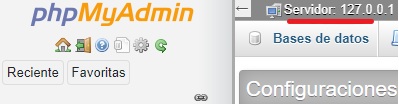 phpMyAdmin
Reciente Favoritas
← Servidor: 127.0.0.1
Bases de datos
Configuraciones